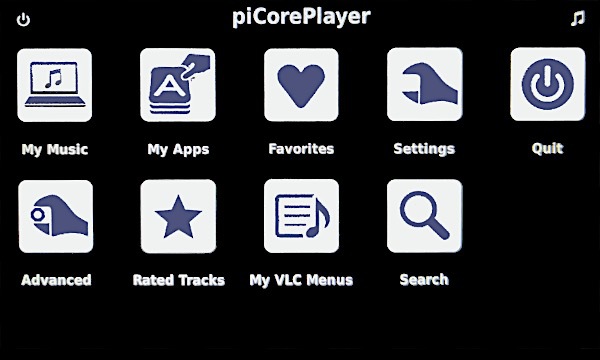 piCorePlayer
My Music
My Apps
Favorites
Settings
Quit
A
Advanced
Rated Tracks
My VLC Menus
Search